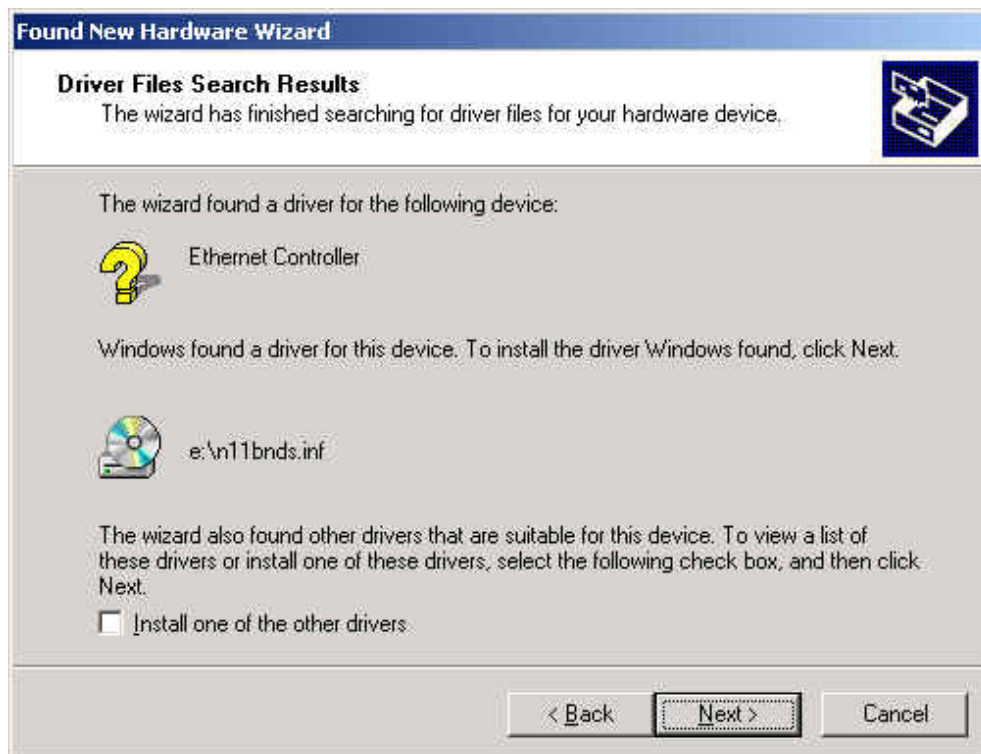 Found New Hardware Wizard
Driver Files Search Results
The wizard has finished searching for driver files for your hardware device.
The wizard found a driver for the following device:
Ethernet Controller
Windows found a driver for this device. To install the driver Windows found, click Next.
e:\n11bnds.inf
The wizard also found other drivers that are suitable for this device. To view a list of
these drivers or install one of these drivers, select the following check box, and then click
Next.
Install one of the other drivers
< Back Next > Cancel